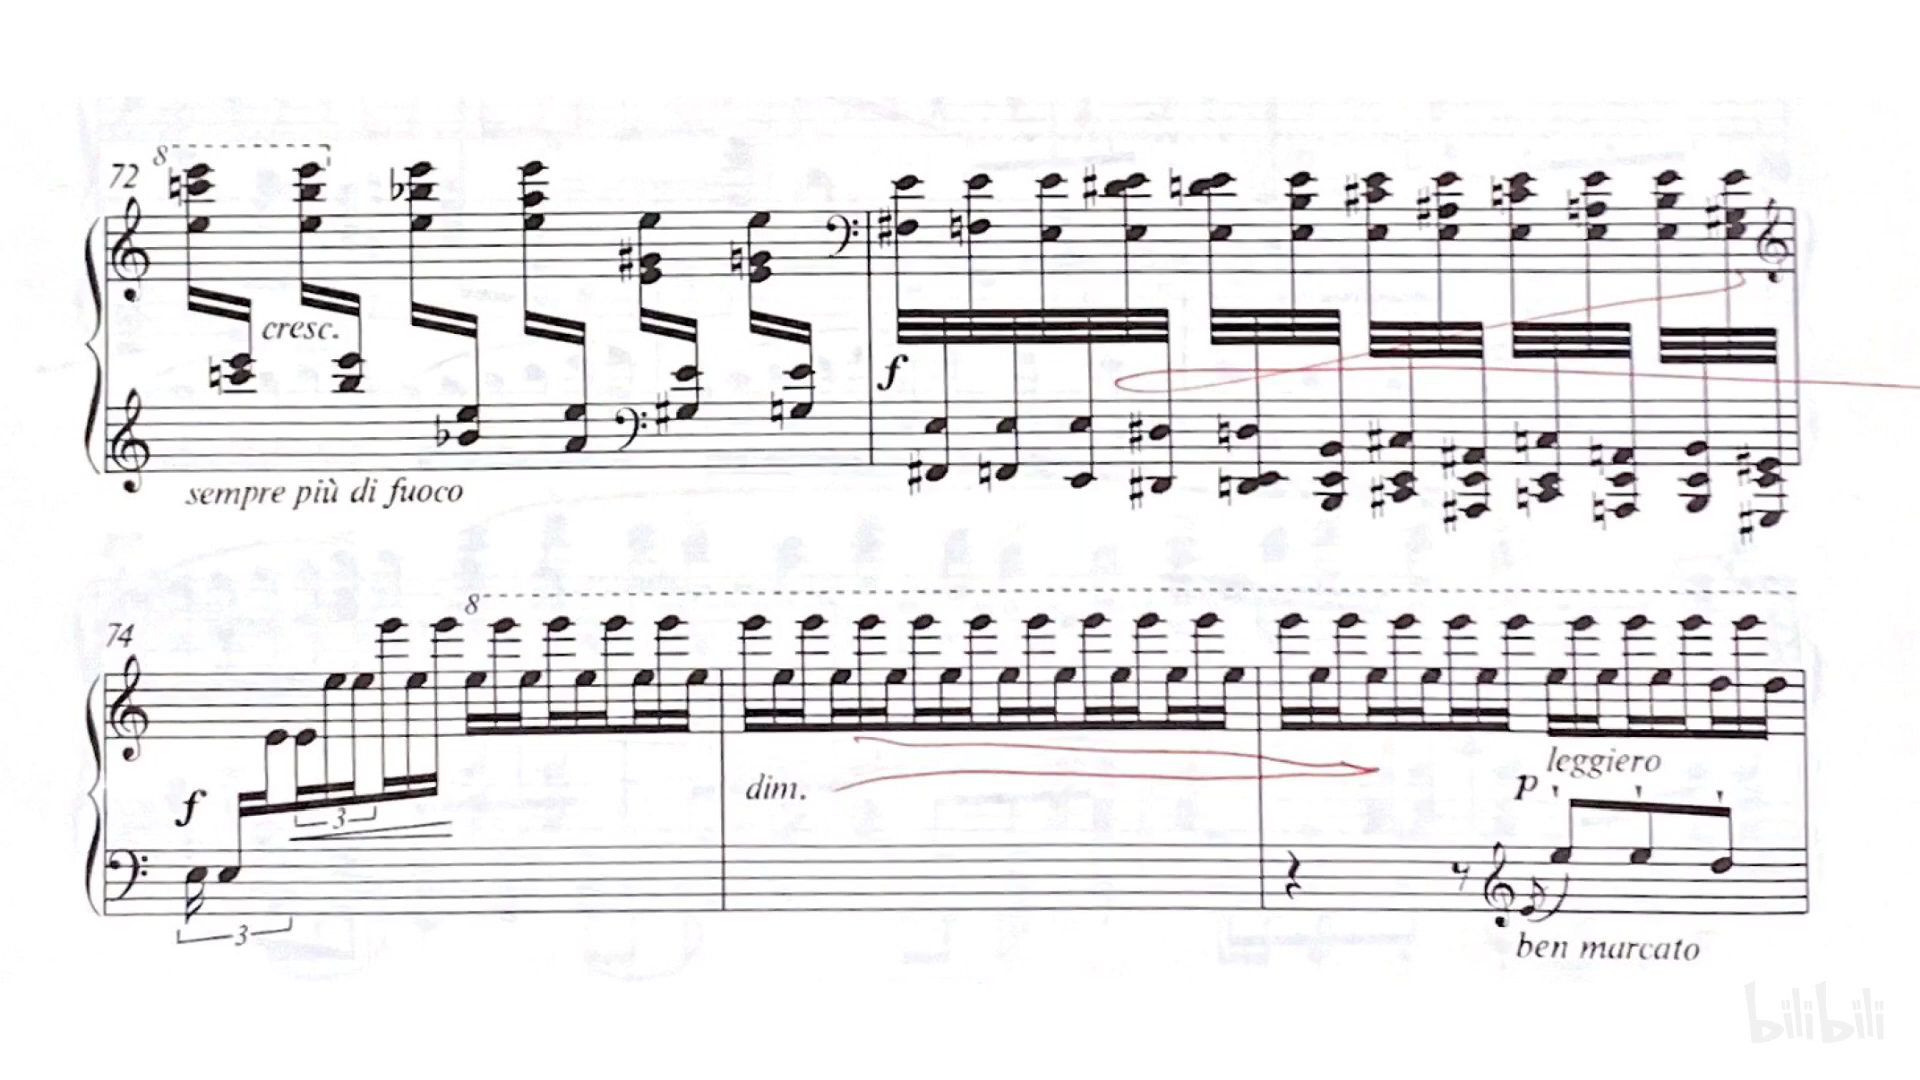 8
72
cresc.
f
sempre più di fuoco
8
74
f
3
3
dim.
leggiero
p
ben marcato
bilibili